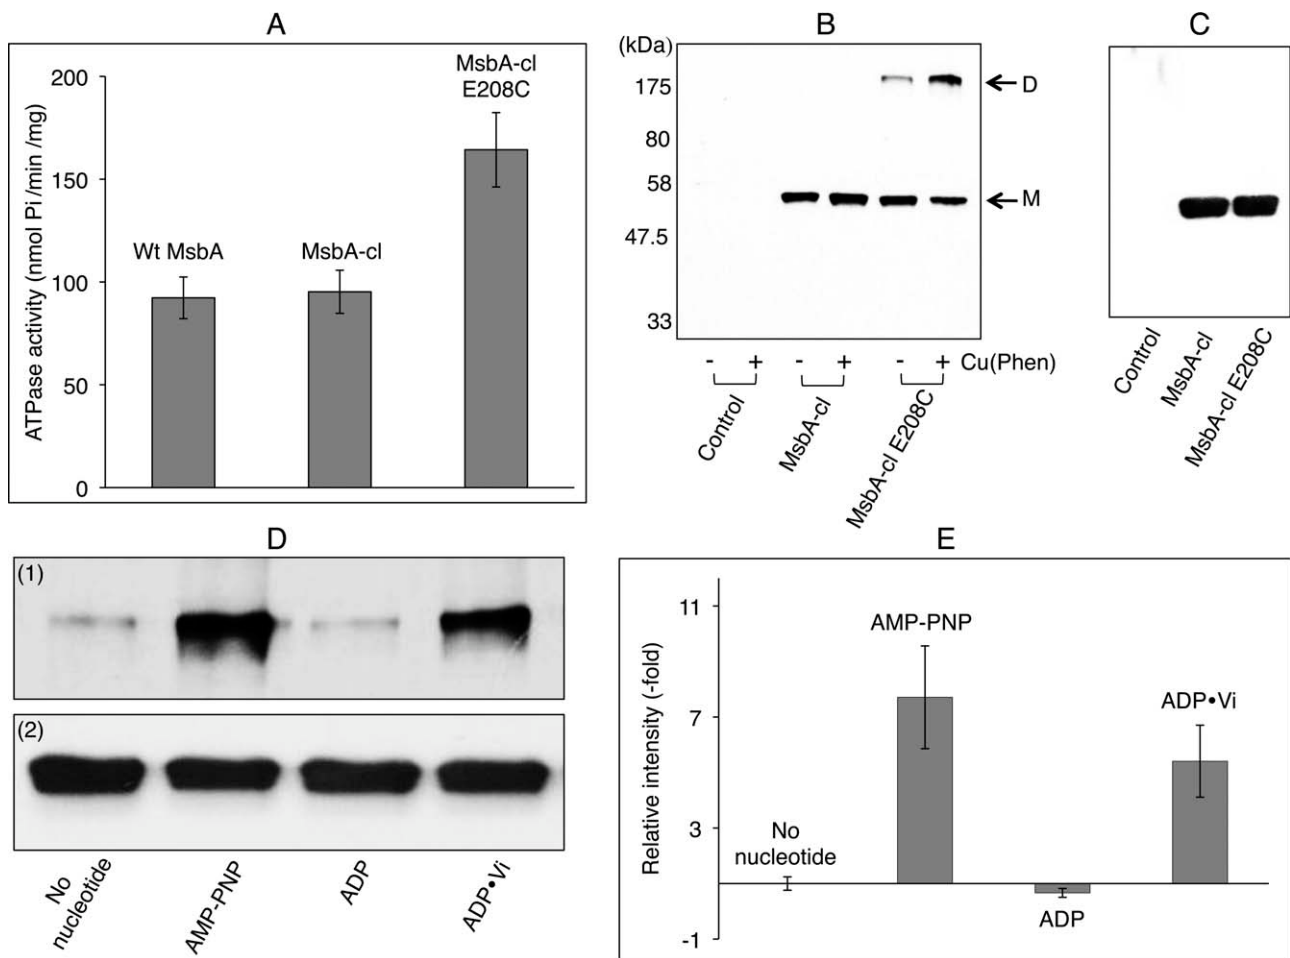 A
ATPase activity (nmol Pi /min /mg)
200
150
100
50
0
Wt MsbA
MsbA-cl
MsbA-cl
E208C
B
(kDa)
175
80
58
47.5
33
D
M
- + - + - + Cu(Phen)
Control
MsbA-cl
MsbA-cl E208C
C
Control
MsbA-cl
MsbA-cl E208C
D
(1)
(2)
No
nucleotide
AMP-PNP
ADP
ADP•Vi
E
Relative intensity (-fold)
11
7
3
-1
No
nucleotide
AMP-PNP
ADP
ADP•Vi